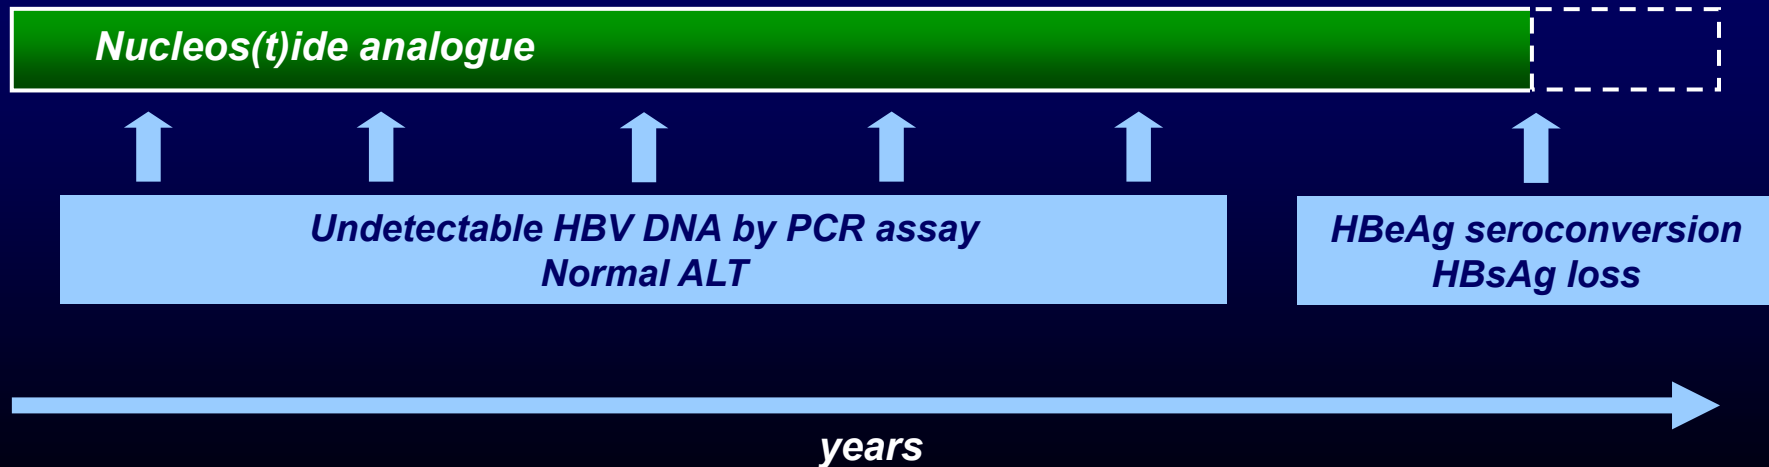 Nucleos(t)ide analogue
Undetectable HBV DNA by PCR assay
Normal ALT
HBeAg seroconversion
HBsAg loss
years